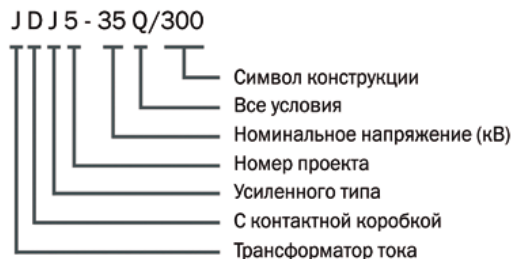 JDJ5-35Q/300
Символ конструкции
Все условия
Номинальное напряжение (кВ)
Номер проекта
Усиленного типа
С контактной коробкой
Трансформатор тока